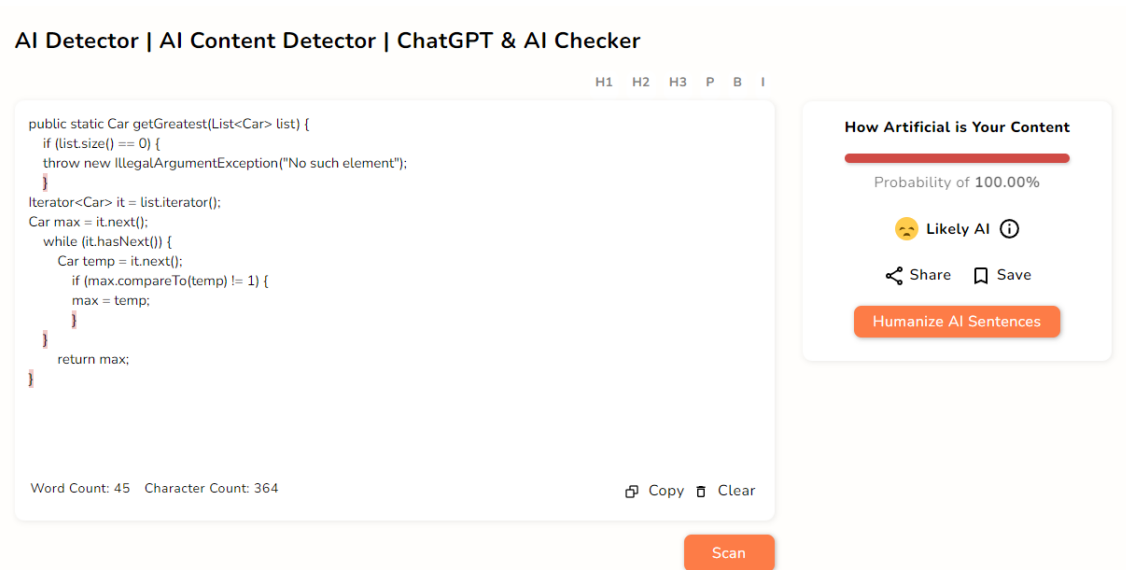 AI Detector | AI Content Detector | ChatGPT & AI Checker
H1 H2 H3 P B I
public static Car getGreatest(List<Car> list) {
if (list.size() == 0) {
throw new IllegalArgumentException("No such element");
}
Iterator<Car> it = list.iterator();
Car max = it.next();
while (it.hasNext()) {
Car temp = it.next();
if (max.compareTo(temp) != 1) {
max = temp;
}
}
return max;
}
Word Count: 45 Character Count: 364
Copy Clear
Scan
How Artificial is Your Content
Probability of 100.00%
Likely AI
Share Save
Humanize AI Sentences